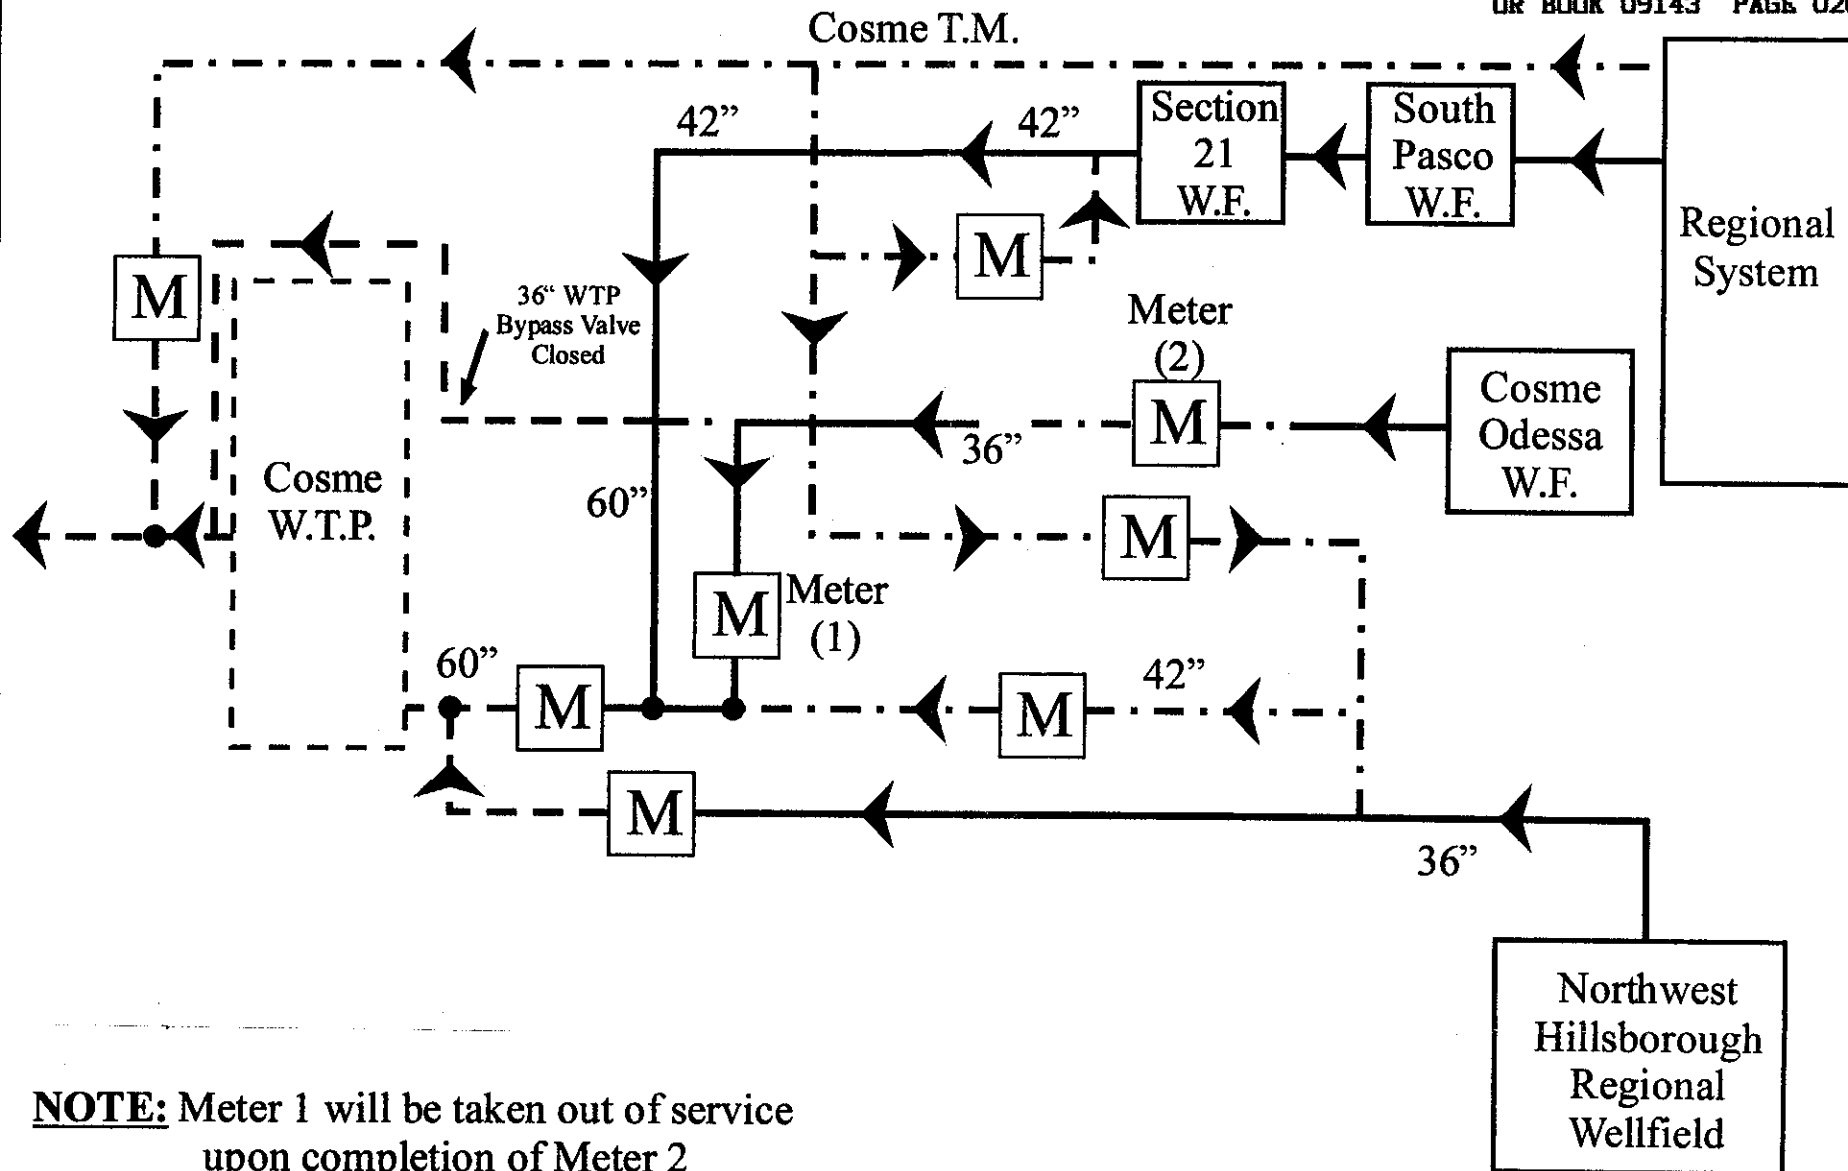 OR BOOK 09143 PAGE
Cosme T.M.
42”
42”
Section
21
W.F.
South
Pasco
W.F.
Regional
System
M
M
36“ WTP
Bypass Valve
Closed
Meter
(2)
M
36”
Cosme
Odessa
W.F.
Cosme
W.T.P.
60”
M
M
Meter
(1)
60”
M
M
42”
M
36”
Northwest
Hillsborough
Regional
Wellfield
NOTE: Meter 1 will be taken out of service
upon completion of Meter 2